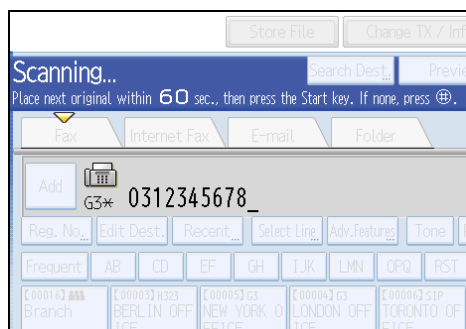 Store File Change TX / Inf
Scanning... Search Dest. Previe
Place next original within 60 sec., then press the Start key. If none, press ⊕.
Fax Internet Fax E-mail Folder
Add G3* 0312345678_
Reg. No. Edit Dest. Recent Select Line Adv.Features Tone
Frequent AB CD EF GH IJK LMN OPQ RST
[00016] [00003] H323 [00005] G3 [00004] G3 [00006] SIP
Branch BERLIN OFF NEW YORK O LONDON OFF TORONTO OF
ICE FFICE ICE FICE